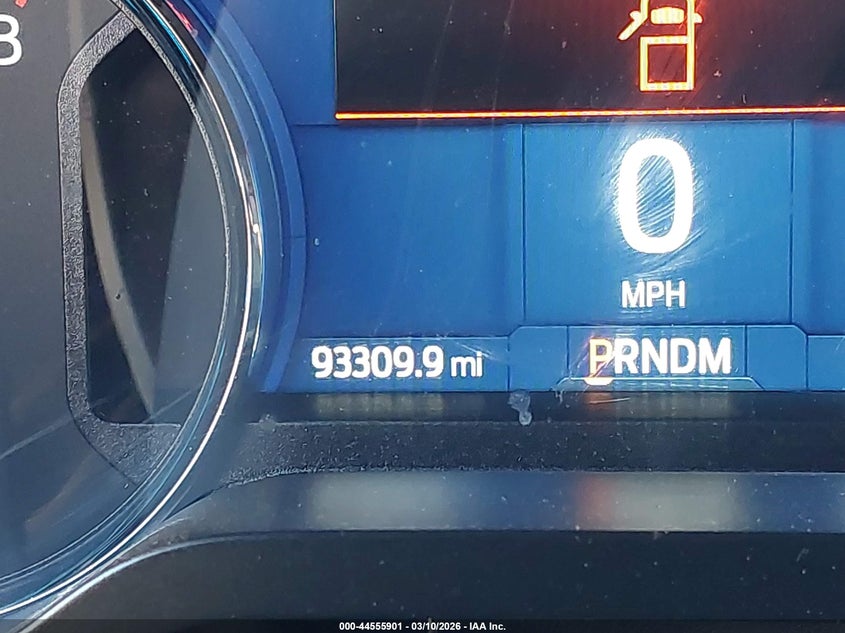 B
0
MPH
93309.9 mi
PRNDM
000-44555901 - 03/10/2026 - IAA Inc.